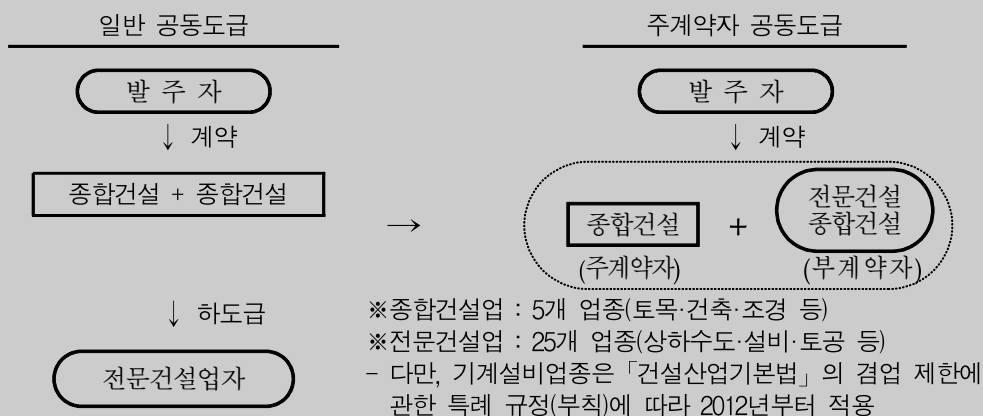 일반 공동도급
발 주 자
↓ 계약
종합건설 + 종합건설
↓ 하도급
전문건설업자
→
주계약자 공동도급
발 주 자
↓ 계약
종합건설
(주계약자)
+
전문건설
종합건설
(부계약자)
※종합건설업 : 5개 업종(토목·건축·조경 등)
※전문건설업 : 25개 업종(상하수도·설비·토공 등)
- 다만, 기계설비업종은「건설산업기본법」의 겸업 제한에
관한 특례 규정(부칙)에 따라 2012년부터 적용